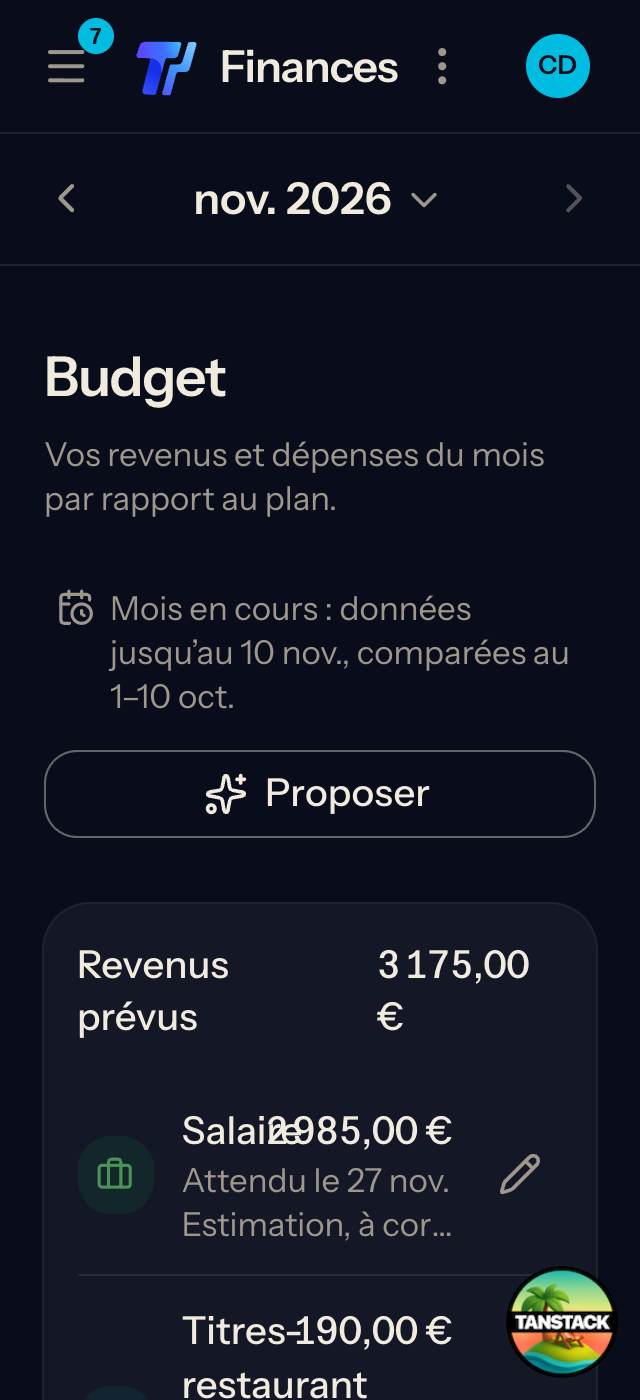 7
Finances
CD
nov. 2026
Budget
Vos revenus et dépenses du mois
par rapport au plan.
Mois en cours : données
jusqu’au 10 nov., comparées au
1–10 oct.
Proposer
Revenus
prévus
3 175,00
€
Salaire
2 985,00 €
Attendu le 27 nov.
Estimation, à cor…
Titres-
190,00 €
restaurant
TANSTACK